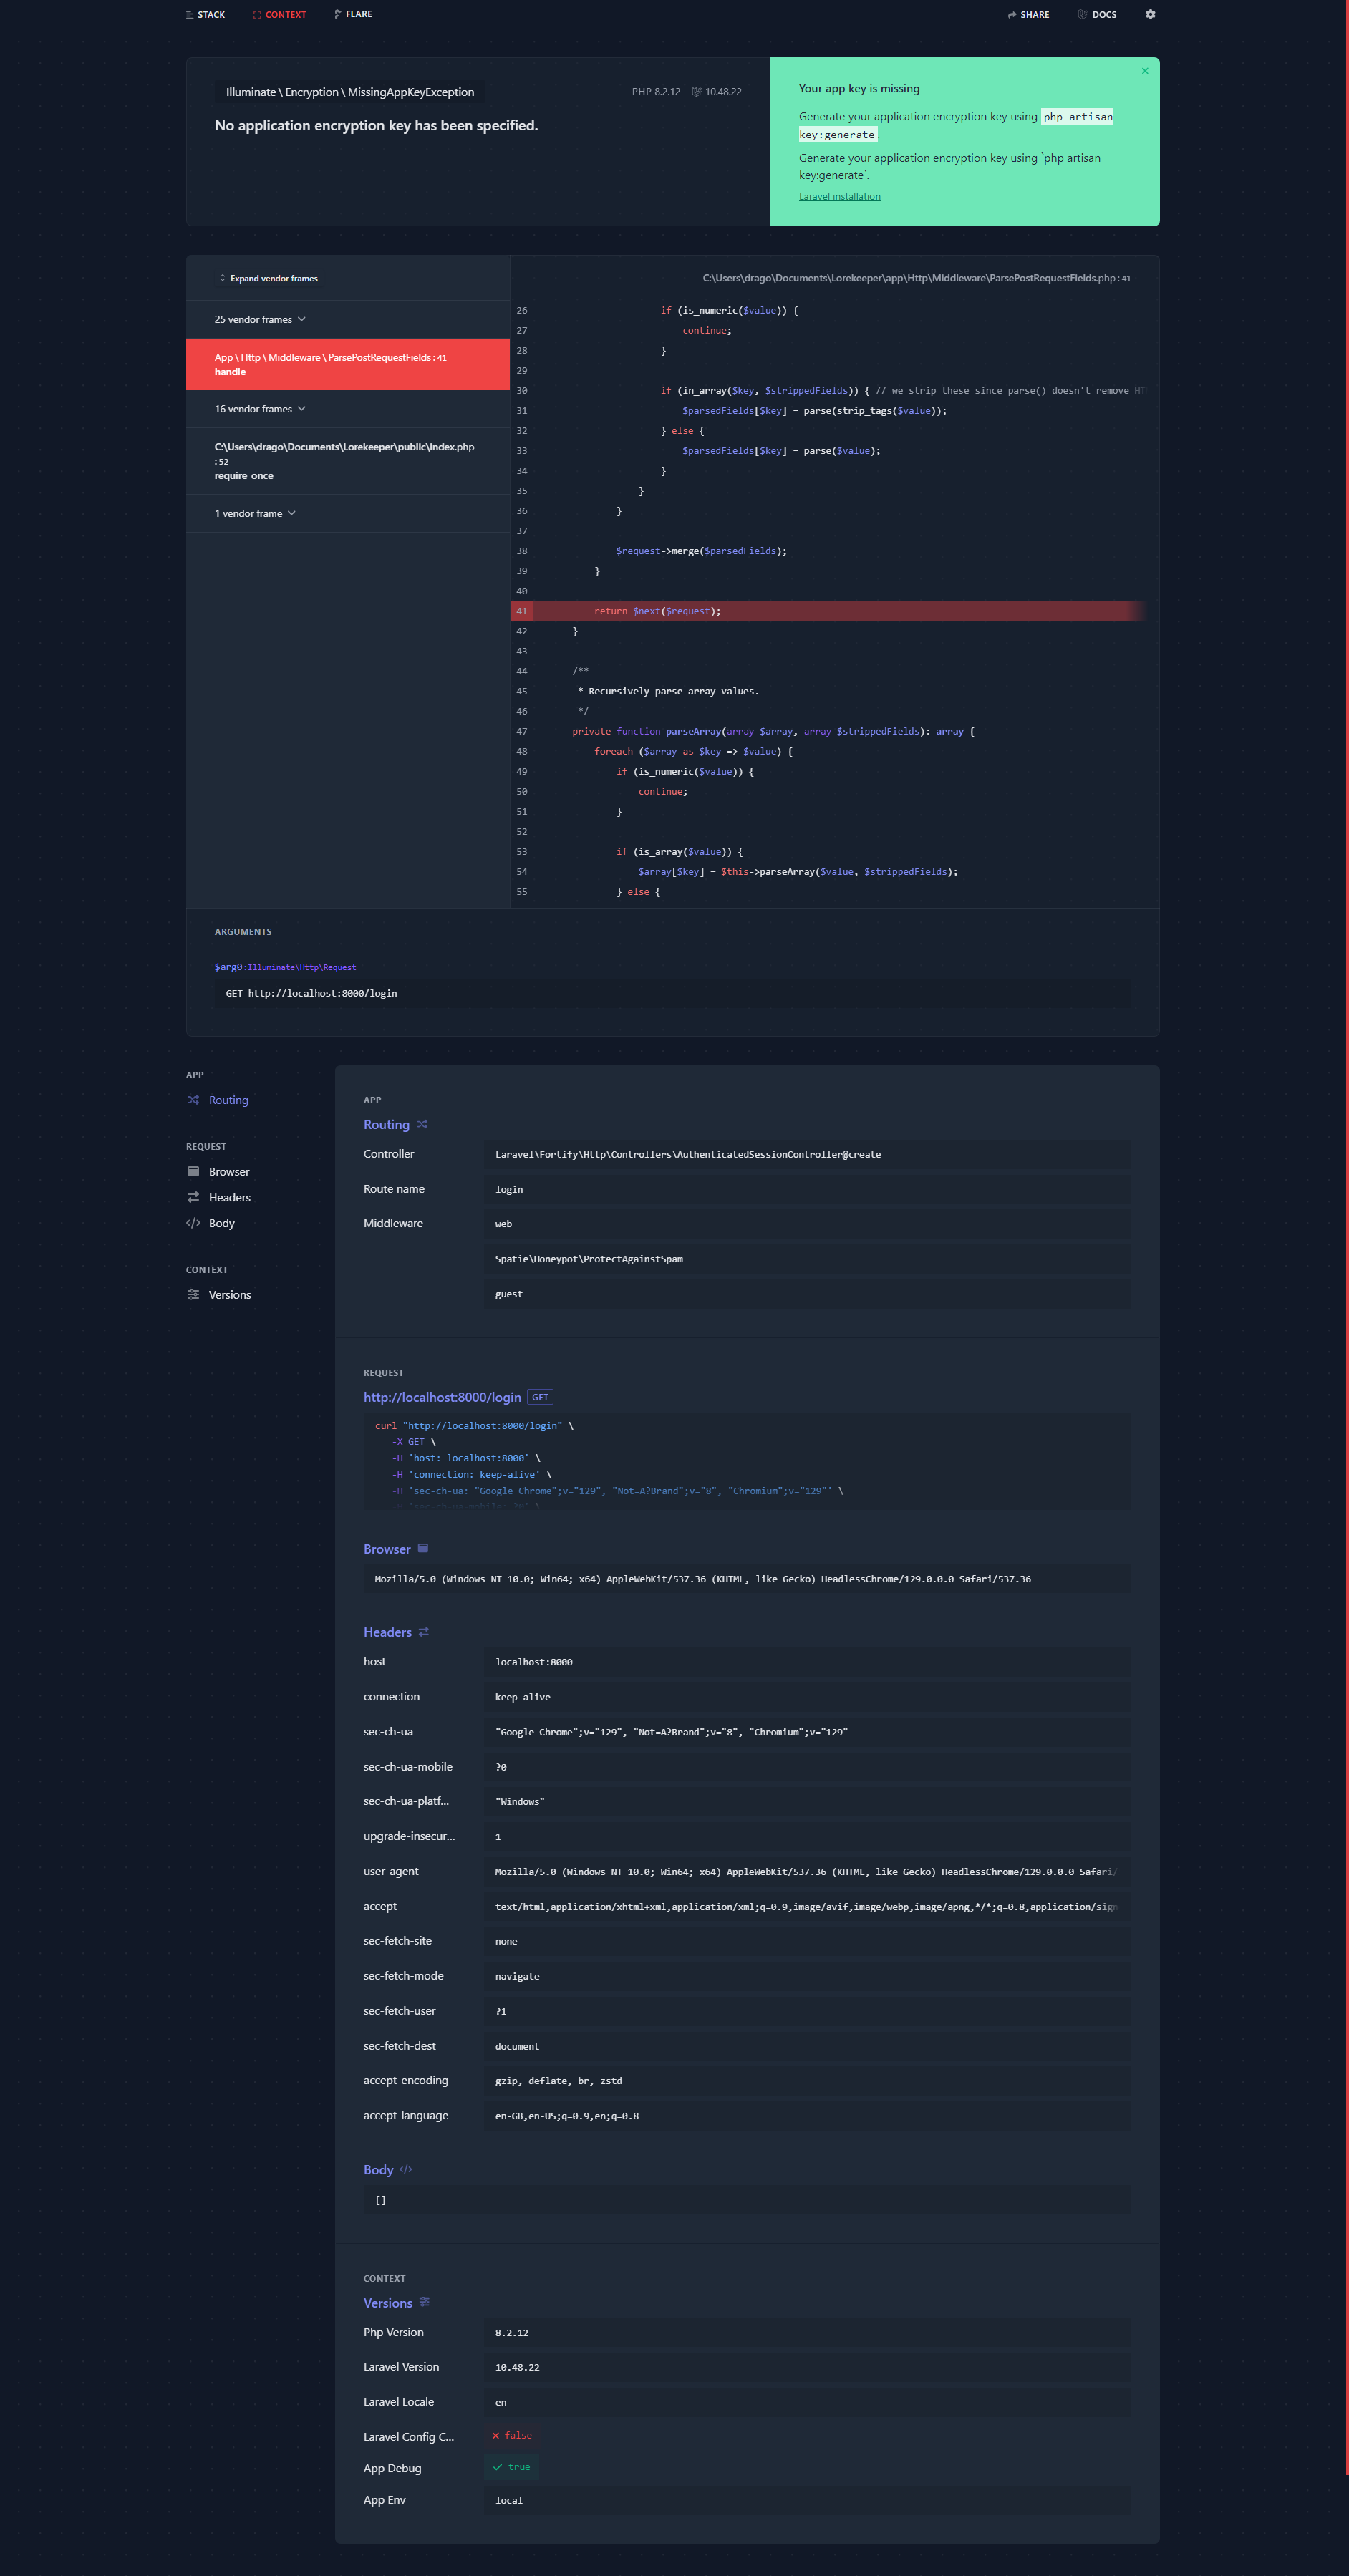 STACK CONTEXT FLARE SHARE DOCS
Illuminate \ Encryption \ MissingAppKeyException PHP 8.2.12 10.48.22
No application encryption key has been specified.
Your app key is missing
Generate your application encryption key using php artisan
key:generate.
Generate your application encryption key using `php artisan
key:generate`.
Laravel installation
Expand vendor frames
25 vendor frames
App \ Http \ Middleware \ ParsePostRequestFields : 41
handle
16 vendor frames
C:\Users\drago\Documents\Lorekeeper\public\index.php
: 52
require_once
1 vendor frame
C:\Users\drago\Documents\Lorekeeper\app\Http\Middleware\ParsePostRequestFields.php : 41
26 if (is_numeric($value)) {
27 continue;
28 }
29
30 if (in_array($key, $strippedFields)) { // we strip these since parse() doesn't remove
31 $parsedFields[$key] = parse(strip_tags($value));
32 } else {
33 $parsedFields[$key] = parse($value);
34 }
35 }
36 }
37
38 $request->merge($parsedFields);
39 }
40
41 return $next($request);
42 }
43
44 /**
45 * Recursively parse array values.
46 */
47 private function parseArray(array $array, array $strippedFields): array {
48 foreach ($array as $key => $value) {
49 if (is_numeric($value)) {
50 continue;
51 }
52
53 if (is_array($value)) {
54 $array[$key] = $this->parseArray($value, $strippedFields);
55 } else {
ARGUMENTS
$arg0:Illuminate\Http\Request
GET http://localhost:8000/login
APP
Routing
REQUEST
Browser
Headers
Body
CONTEXT
Versions
APP
Routing
Controller Laravel\Fortify\Http\Controllers\AuthenticatedSessionController@create
Route name login
Middleware web
Spatie\Honeypot\ProtectAgainstSpam
guest
REQUEST
http://localhost:8000/login GET
curl "http://localhost:8000/login" \
-X GET \
-H 'host: localhost:8000' \
-H 'connection: keep-alive' \
-H 'sec-ch-ua: "Google Chrome";v="129", "Not=A?Brand";v="8", "Chromium";v="129"' \
-H 'sec-ch-ua-mobile: ?0' \
Browser
Mozilla/5.0 (Windows NT 10.0; Win64; x64) AppleWebKit/537.36 (KHTML, like Gecko) HeadlessChrome/129.0.0.0 Safari/537.36
Headers
host localhost:8000
connection keep-alive
sec-ch-ua "Google Chrome";v="129", "Not=A?Brand";v="8", "Chromium";v="129"
sec-ch-ua-mobile ?0
sec-ch-ua-platf... "Windows"
upgrade-insecur... 1
user-agent Mozilla/5.0 (Windows NT 10.0; Win64; x64) AppleWebKit/537.36 (KHTML, like Gecko) HeadlessChrome/129.0.0.0 Safari/
accept text/html,application/xhtml+xml,application/xml;q=0.9,image/avif,image/webp,image/apng,*/*;q=0.8,application/sign
sec-fetch-site none
sec-fetch-mode navigate
sec-fetch-user ?1
sec-fetch-dest document
accept-encoding gzip, deflate, br, zstd
accept-language en-GB,en-US;q=0.9,en;q=0.8
Body
[]
CONTEXT
Versions
Php Version 8.2.12
Laravel Version 10.48.22
Laravel Locale en
Laravel Config C... false
App Debug true
App Env local